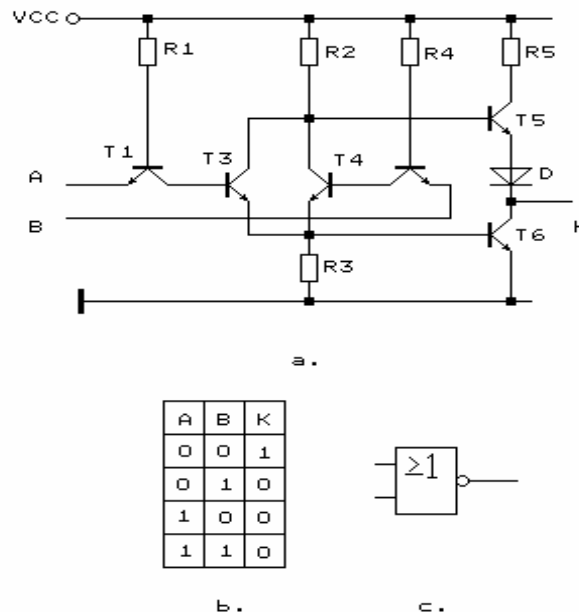 VCC
R1 R2 R4 R5
T5
T1 T3 T4
A
D
B
T6
R3
a.
A B K
0 0 1
0 1 0
1 0 0
1 1 0
≥1
b. c.